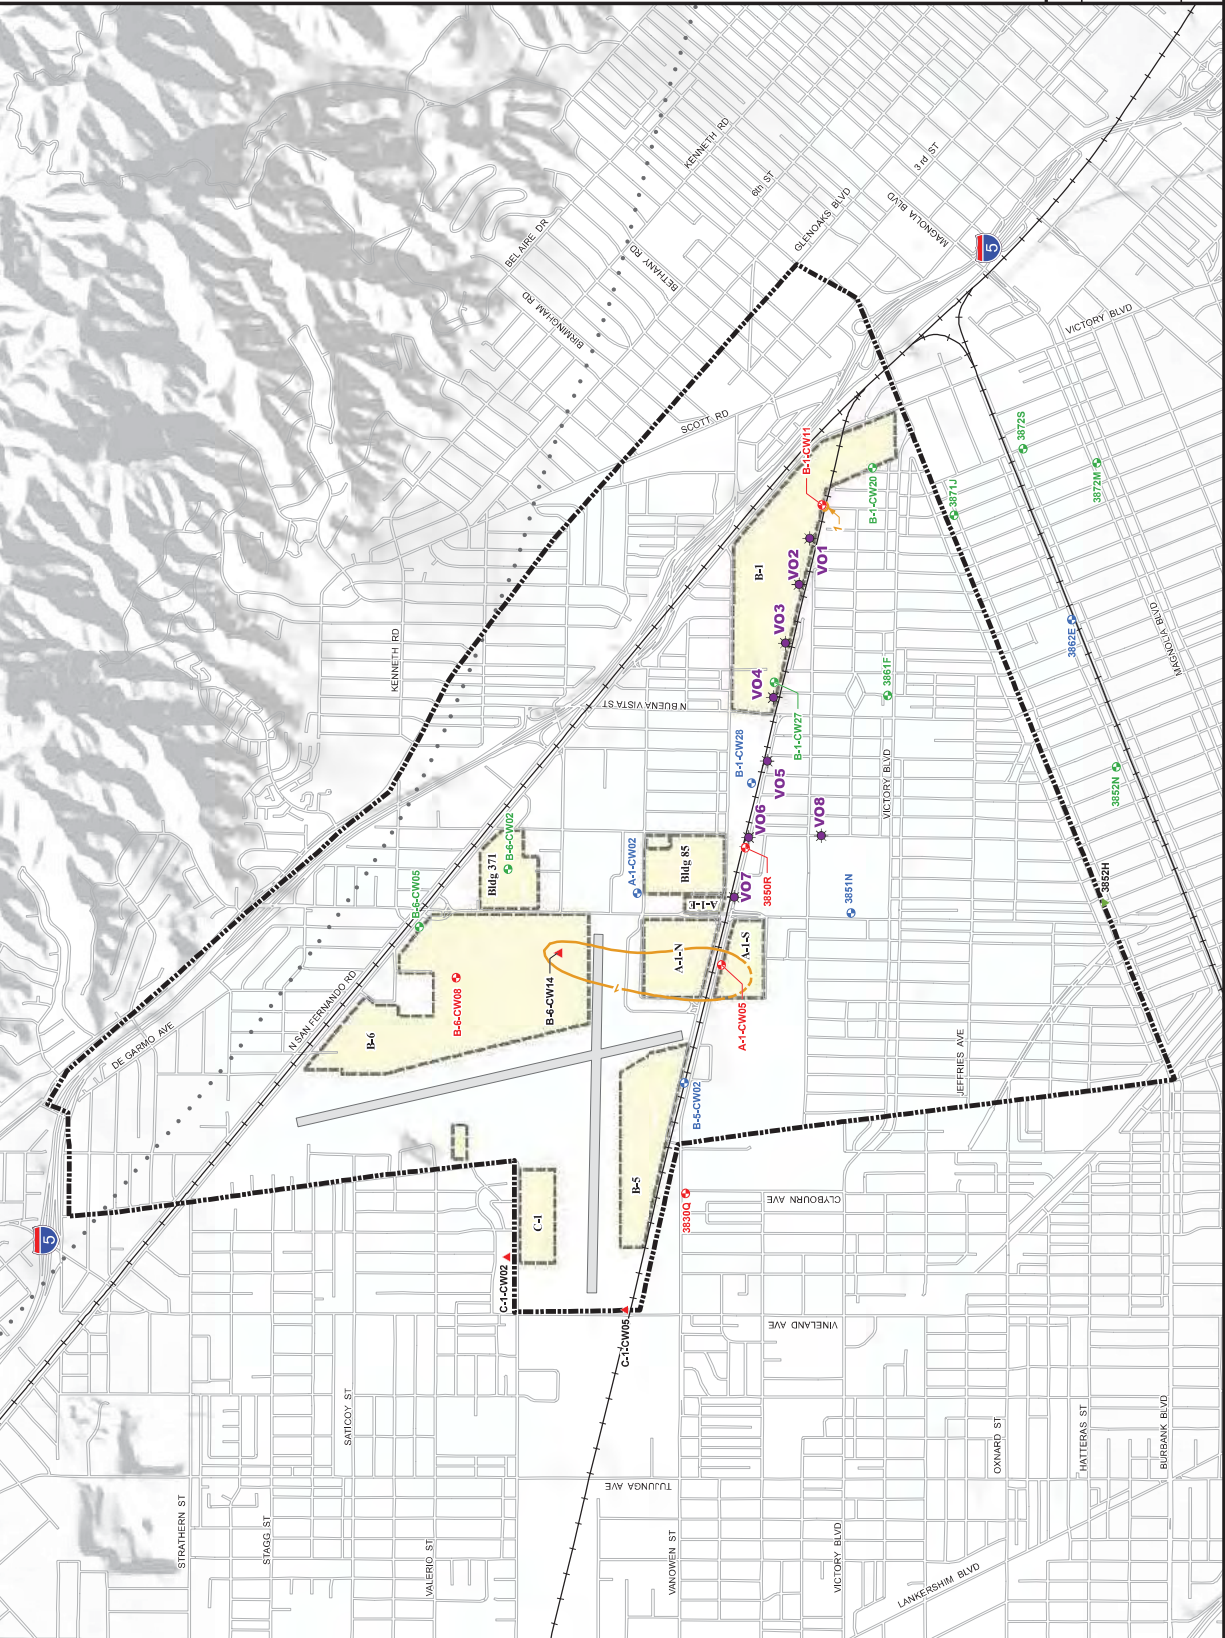 KENNETH RD
6th ST
3 rd ST
GLENOAKS BLVD
MAGNOLIA BLVD
BEL AIRE DR
BETHANY RD
BIRMINGHAM RD
5
VICTORY BLVD
SCOTT RD
B-1-CW11
3872S
3872M
B-1-CW20
3871J
1
B-1
VO2
VO1
VO3
VO4
3862E
MAGNOLIA BLVD
KENNETH RD
N BUENA VISTA ST
3861F
B-1-CW27
B-1-CW28
VICTORY BLVD
3852N
VO5
VO6
VO8
B-6-CW02
Bldg 371
A-1-CW02
Bldg 85
B-6-CW05
VO7
A-1-E
3850R
3851N
3852H
A-1-N
A-1-S
B-6-CW08
B-6-CW14
1
A-1-CW05
N SAN FERNANDO RD
DE GARMO AVE
B-6
JEFFRIES AVE
B-5-CW02
B-5
C-1
CLYBOURN AVE
3830Q
5
C-1-CW02
C-1-CW05
VINELAND AVE
SATICOY ST
OXNARD ST
HATTERAS ST
BURBANK BLVD
TUJUNGA AVE
STRATHERN ST
STAGG ST
VALERIO ST
VANOWEN ST
VICTORY BLVD
LANKERSHIM BLVD